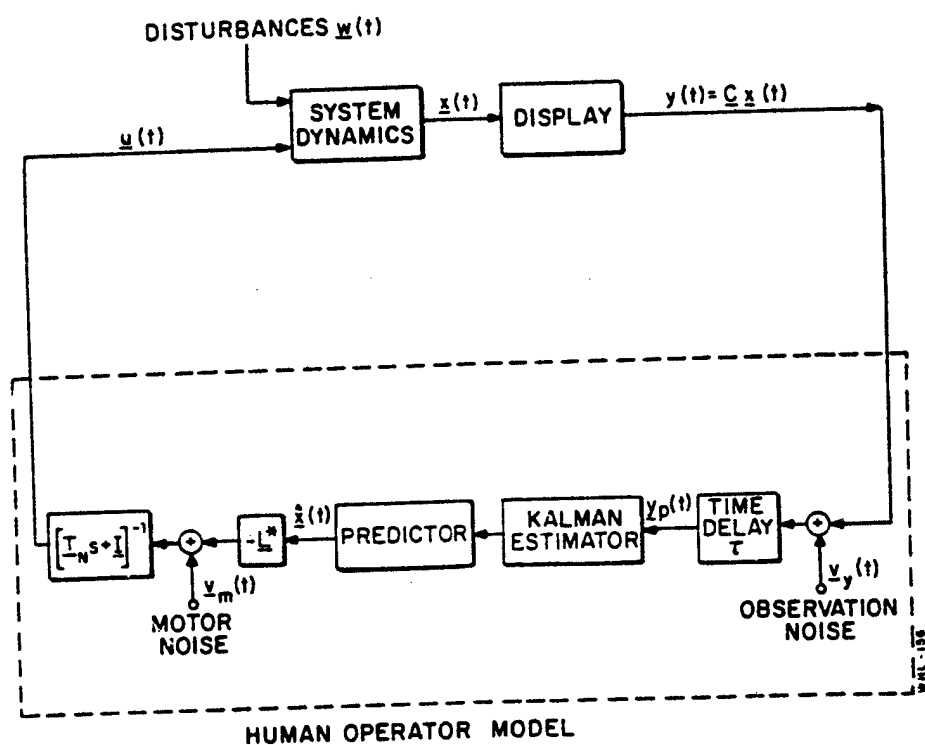 DISTURBANCES w(t)
u(t)
SYSTEM
DYNAMICS
x(t)
DISPLAY
y(t) = C x(t)
[T_N s + I]^-1
+
v_m(t)
MOTOR
NOISE
-L*
x̂(t)
PREDICTOR
KALMAN
ESTIMATOR
y_p(t)
TIME
DELAY
τ
+
v_y(t)
OBSERVATION
NOISE
HUMAN OPERATOR MODEL